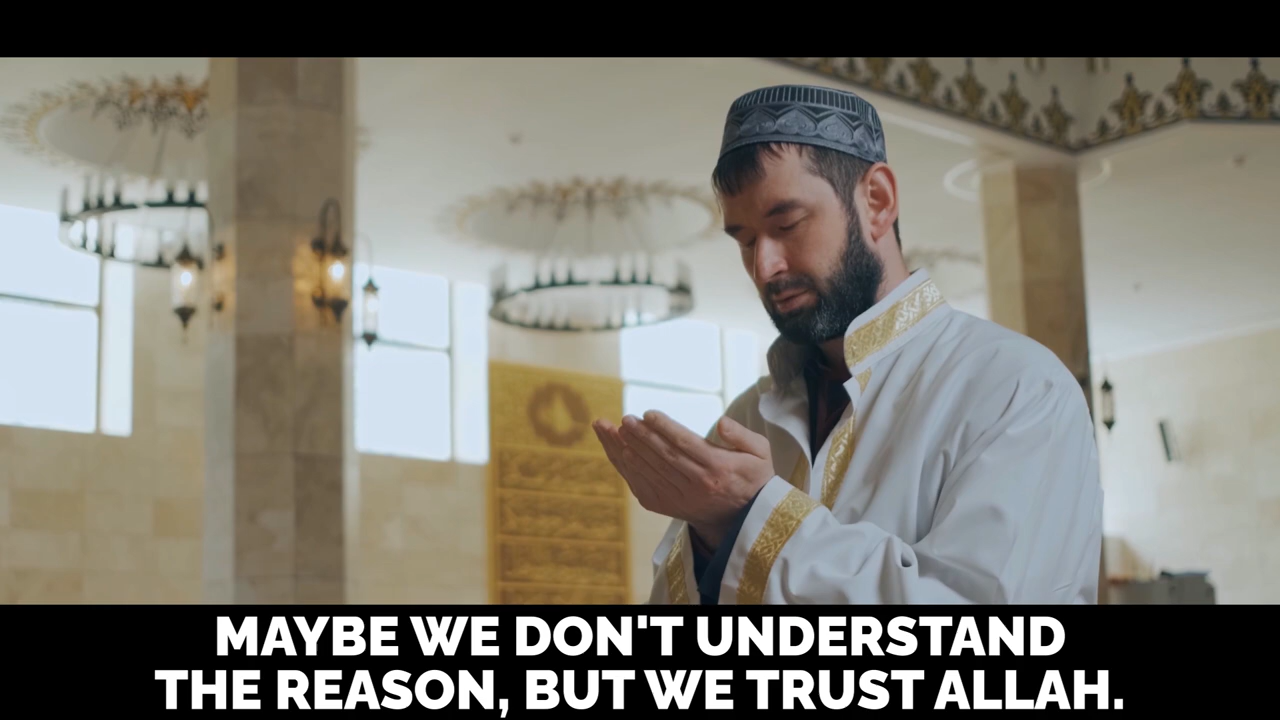 MAYBE WE DON'T UNDERSTAND
THE REASON, BUT WE TRUST ALLAH.